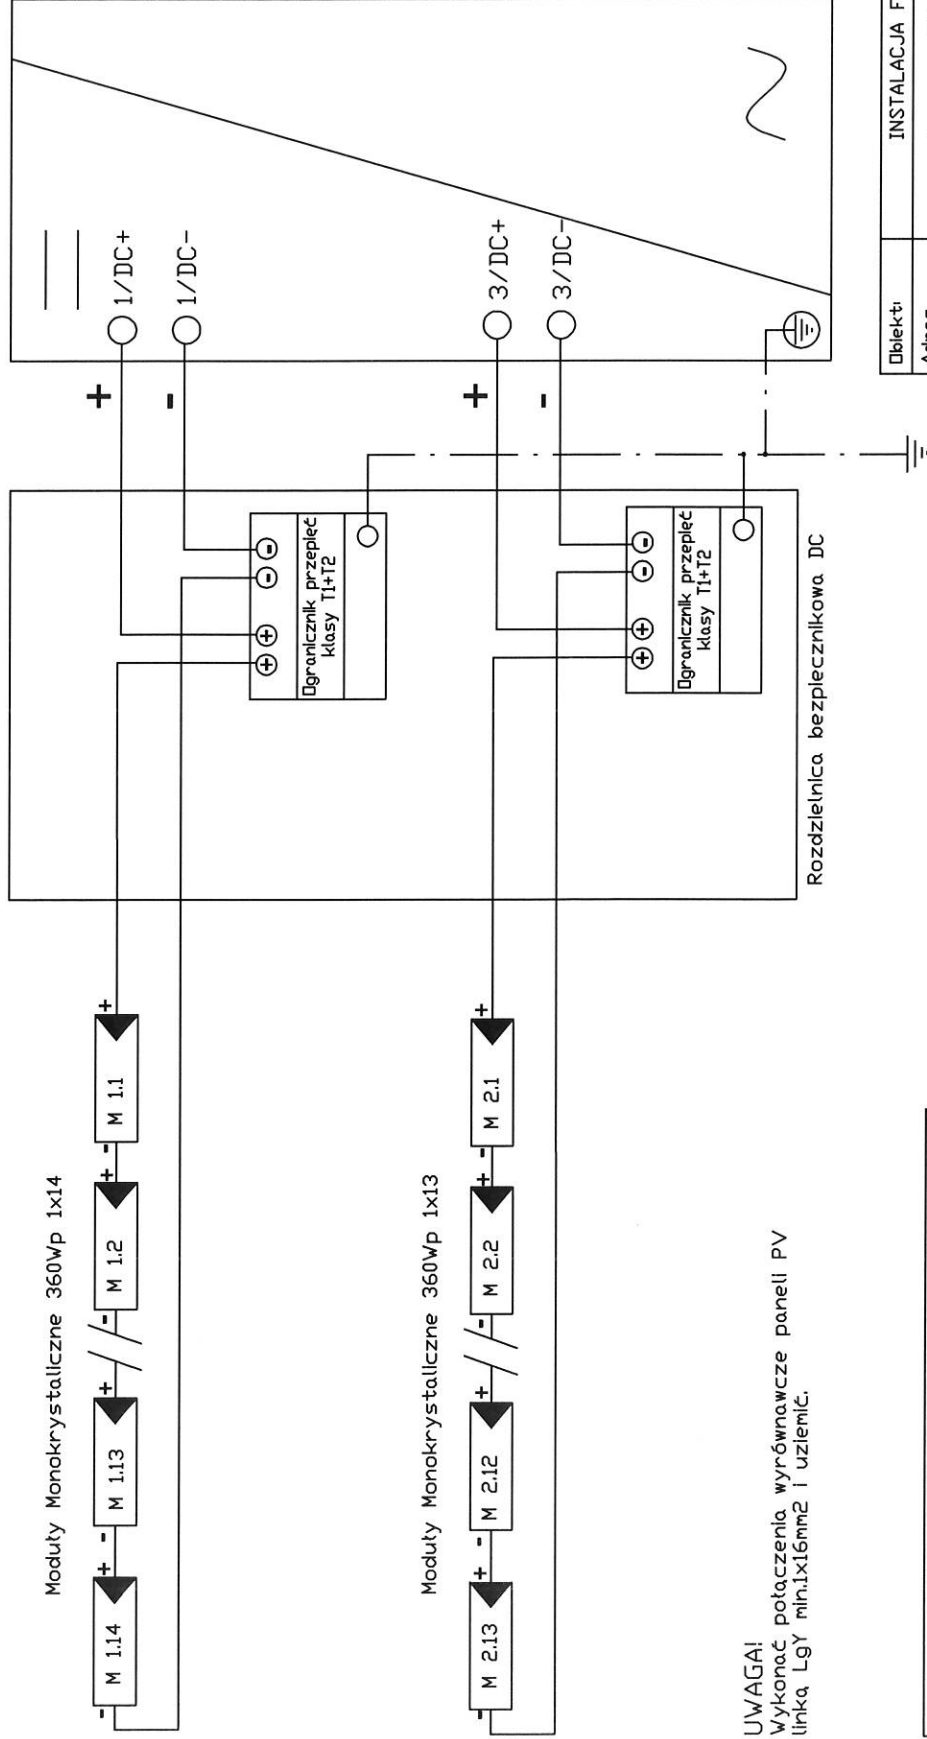 Moduły Monokrystaliczne 360Wp 1x14
- M 1.14 +
- M 1.13 +
- M 1.2 +
- M 1.1 +
Moduły Monokrystaliczne 360Wp 1x13
- M 2.13 +
- M 2.12 +
- M 2.2 +
- M 2.1 +
UWAGA!
Wykonać połączenia wyrównawcze paneli PV
linką LgY min.1x16mm2 i uziemić.
+ + - -
Ogranicznik przepięć
klasy T1+T2
+ + - -
Ogranicznik przepięć
klasy T1+T2
Rozdzielnica bezpiecznikowa DC
+
-
+
-
1/DC+
1/DC-
3/DC+
3/DC-
Obiekt:
INSTALACJA F